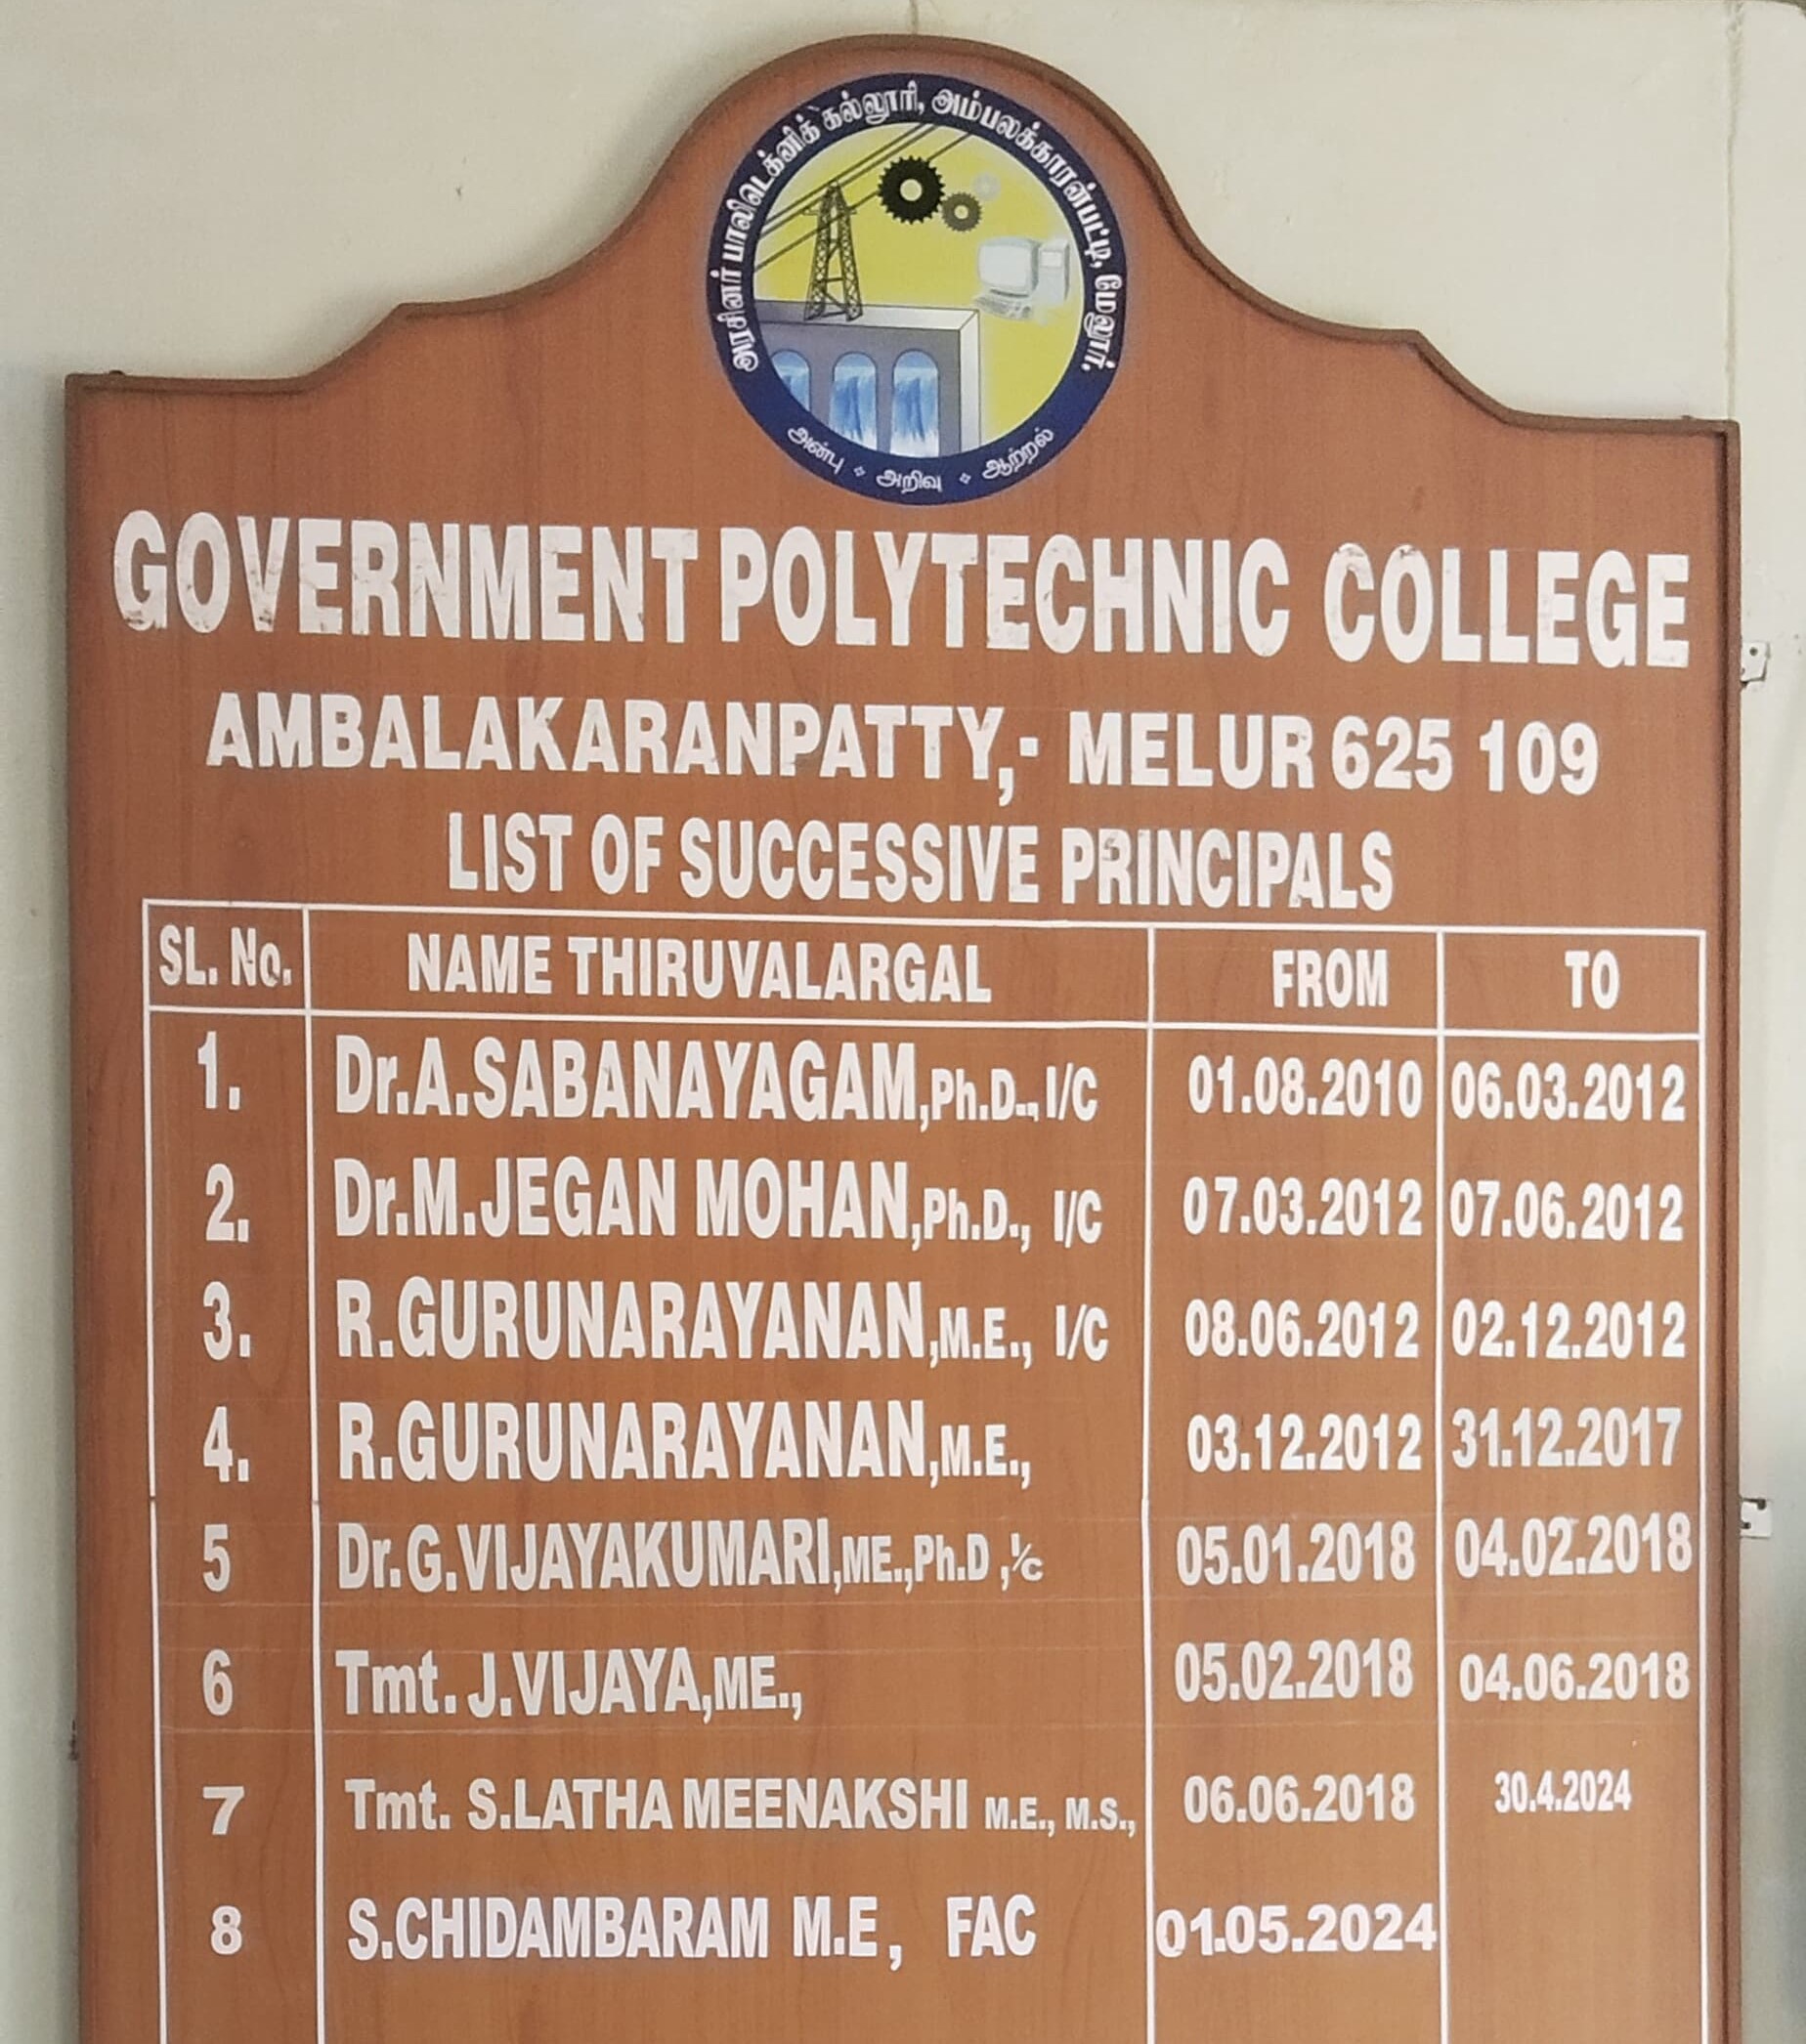 அரசினர் பாலிடெக்னிக் கல்லூரி, அம்பலக்காரன்பட்டி, மேலூர்.
அன்பு ❖ அறிவு ❖ ஆற்றல்
GOVERNMENT POLYTECHNIC COLLEGE
AMBALAKARANPATTY,- MELUR 625 109
LIST OF SUCCESSIVE PRINCIPALS
SL. No. NAME THIRUVALARGAL FROM TO
1. Dr.A.SABANAYAGAM,Ph.D., I/C 01.08.2010 06.03.2012
2. Dr.M.JEGAN MOHAN,Ph.D., I/C 07.03.2012 07.06.2012
3. R.GURUNARAYANAN,M.E., I/C 08.06.2012 02.12.2012
4. R.GURUNARAYANAN,M.E., 03.12.2012 31.12.2017
5 Dr.G.VIJAYAKUMARI,ME.,Ph.D ,I/c 05.01.2018 04.02.2018
6 Tmt. J.VIJAYA,ME., 05.02.2018 04.06.2018
7 Tmt. S.LATHA MEENAKSHI M.E., M.S., 06.06.2018 30.4.2024
8 S.CHIDAMBARAM M.E, FAC 01.05.2024